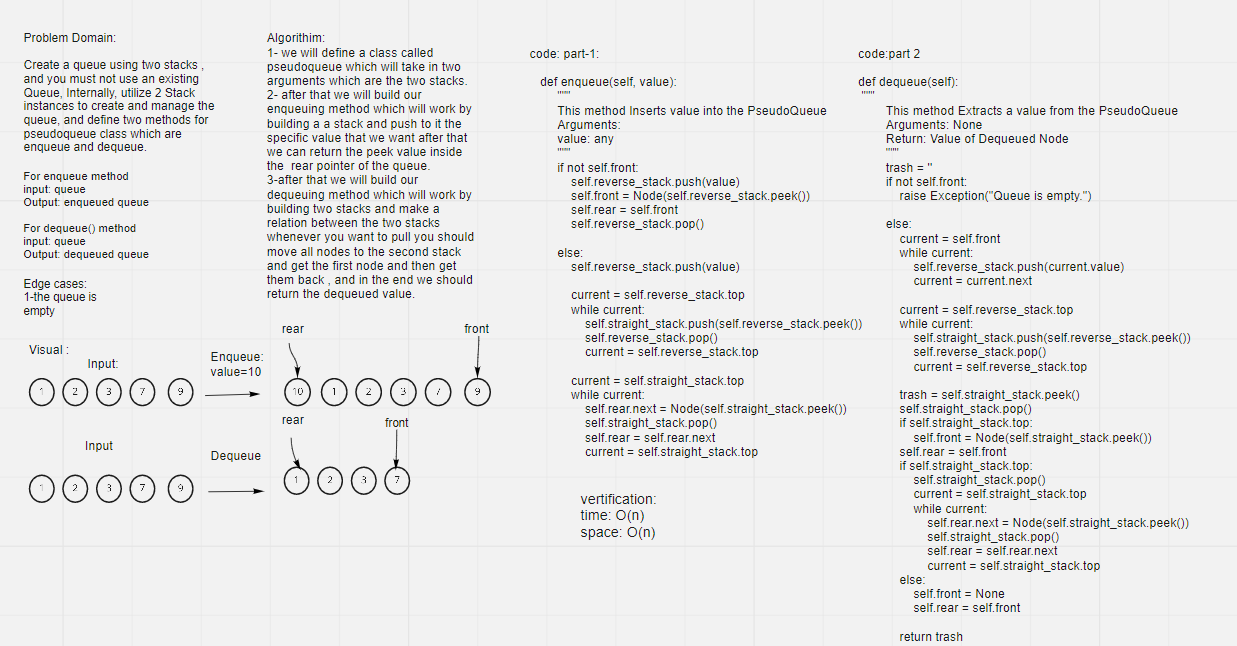 Problem Domain:
Create a queue using two stacks ,
and you must not use an existing
Queue, Internally, utilize 2 Stack
instances to create and manage the
queue, and define two methods for
pseudoqueue class which are
enqueue and dequeue.
For enqueue method
input: queue
Output: enqueued queue
For dequeue() method
input: queue
Output: dequeued queue
Edge cases:
1-the queue is
empty
Algorithim:
1- we will define a class called
pseudoqueue which will take in two
arguments which are the two stacks.
2- after that we will build our
enqueuing method which will work by
building a a stack and push to it the
specific value that we want after that
we can return the peek value inside
the rear pointer of the queue.
3-after that we will build our
dequeuing method which will work by
building two stacks and make a
relation between the two stacks
whenever you want to pull you should
move all nodes to the second stack
and get the first node and then get
them back , and in the end we should
return the dequeued value.
Visual :
Input:
1 2 3 7 9
Enqueue:
value=10
rear
front
10 1 2 3 7 9
Input
1 2 3 7 9
Dequeue
rear
front
1 2 3 7
code: part-1:
def enqueue(self, value):
"""
This method Inserts value into the PseudoQueue
Arguments:
value: any
"""
if not self.front:
self.reverse_stack.push(value)
self.front = Node(self.reverse_stack.peek())
self.rear = self.front
self.reverse_stack.pop()
else:
self.reverse_stack.push(value)
current = self.reverse_stack.top
while current:
self.straight_stack.push(self.reverse_stack.peek())
self.reverse_stack.pop()
current = self.reverse_stack.top
current = self.straight_stack.top
while current:
self.rear.next = Node(self.straight_stack.peek())
self.straight_stack.pop()
self.rear = self.rear.next
current = self.straight_stack.top
vertification:
time: O(n)
space: O(n)
code:part 2
def dequeue(self):
"""
This method Extracts a value from the PseudoQueue
Arguments: None
Return: Value of Dequeued Node
"""
trash = ''
if not self.front:
raise Exception("Queue is empty.")
else:
current = self.front
while current:
self.reverse_stack.push(current.value)
current = current.next
current = self.reverse_stack.top
while current:
self.straight_stack.push(self.reverse_stack.peek())
self.reverse_stack.pop()
current = self.reverse_stack.top
trash = self.straight_stack.peek()
self.straight_stack.pop()
if self.straight_stack.top:
self.front = Node(self.straight_stack.peek())
self.rear = self.front
if self.straight_stack.top:
self.straight_stack.pop()
current = self.straight_stack.top
while current:
self.rear.next = Node(self.straight_stack.peek())
self.straight_stack.pop()
self.rear = self.rear.next
current = self.straight_stack.top
else:
self.front = None
self.rear = self.front
return trash